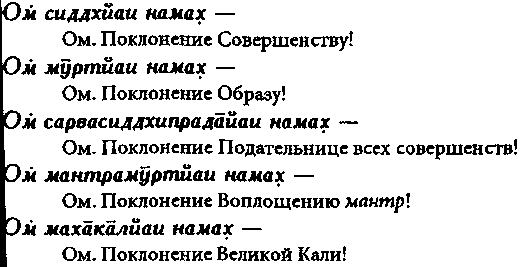 Ом̇ сиддхйаи намах̣ —
Ом. Поклонение Совершенству!
Ом̇ мӯртйаи намах̣ —
Ом. Поклонение Образу!
Ом̇ сарвасиддхипрада̄йаи намах̣ —
Ом. Поклонение Подательнице всех совершенств!
Ом̇ мантрамӯртйаи намах̣ —
Ом. Поклонение Воплощению мантр!
Ом̇ маха̄ка̄лйаи намах̣ —
Ом. Поклонение Великой Кали!